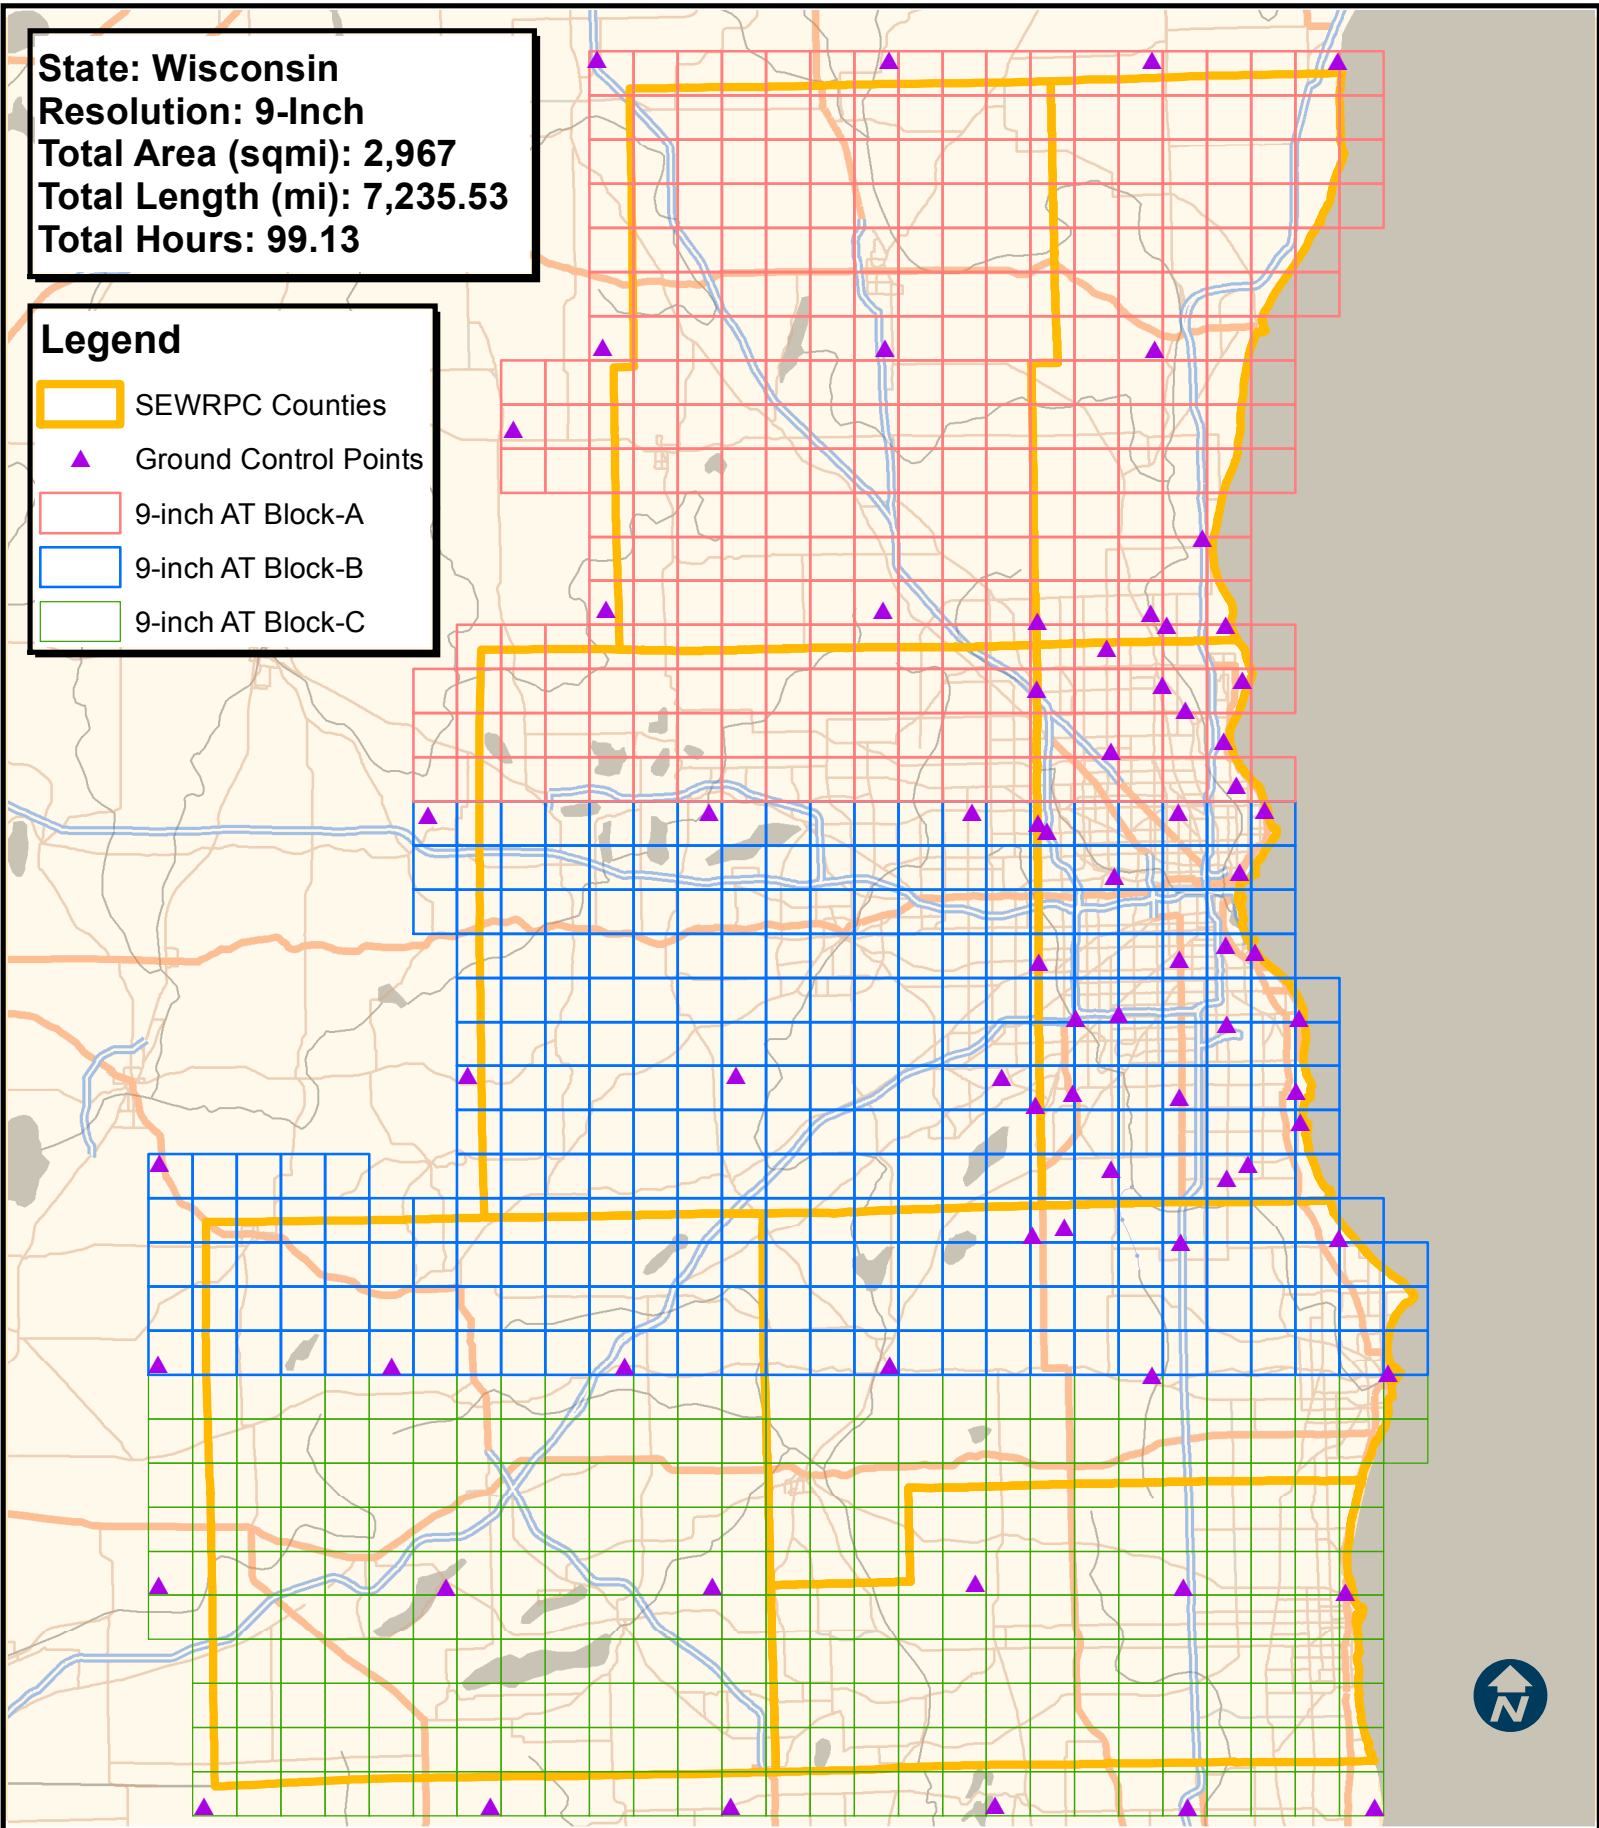 State: Wisconsin
Resolution: 9-Inch
Total Area (sqmi): 2,967
Total Length (mi): 7,235.53
Total Hours: 99.13
Legend
SEWRPC Counties
Ground Control Points
9-inch AT Block-A
9-inch AT Block-B
9-inch AT Block-C
N